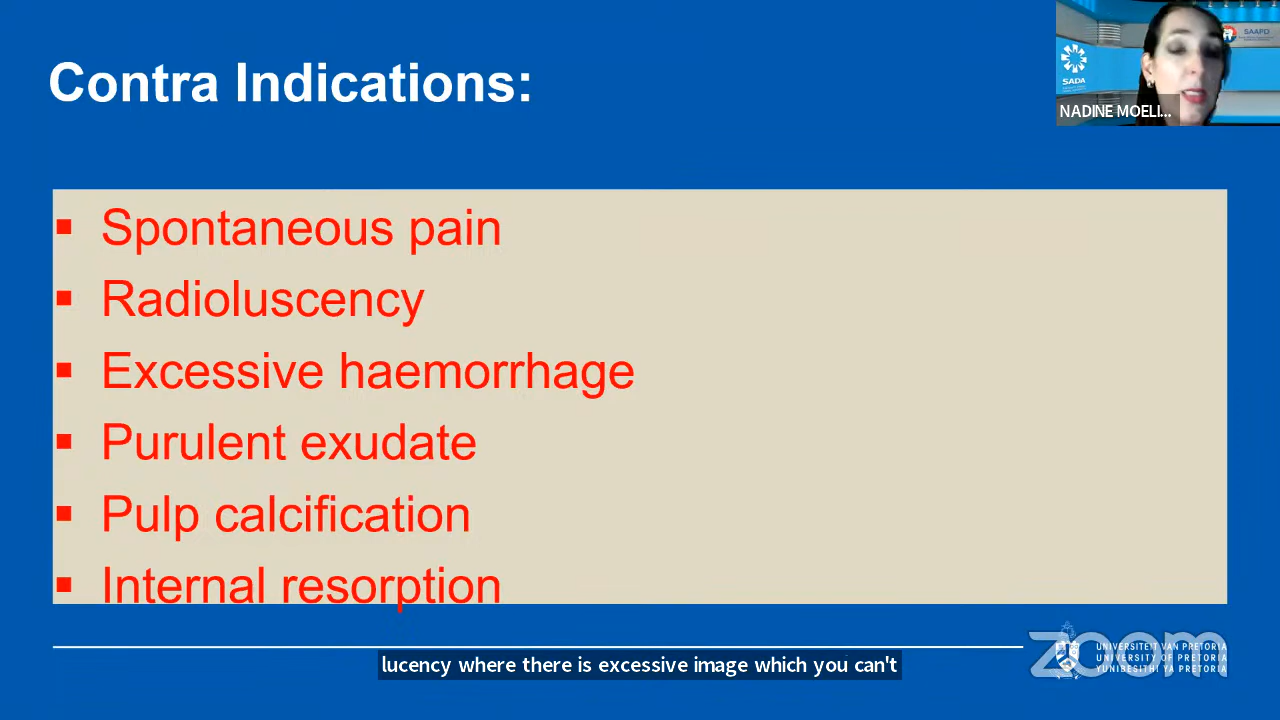 Contra Indications:
SAAPD
SADA
NADINE MOELI...
▪ Spontaneous pain
▪ Radioluscency
▪ Excessive haemorrhage
▪ Purulent exudate
▪ Pulp calcification
▪ Internal resorption
zoom
UNIVERSITEIT VAN PRETORIA
UNIVERSITY OF PRETORIA
YUNIBESITHI YA PRETORIA
lucency where there is excessive image which you can't